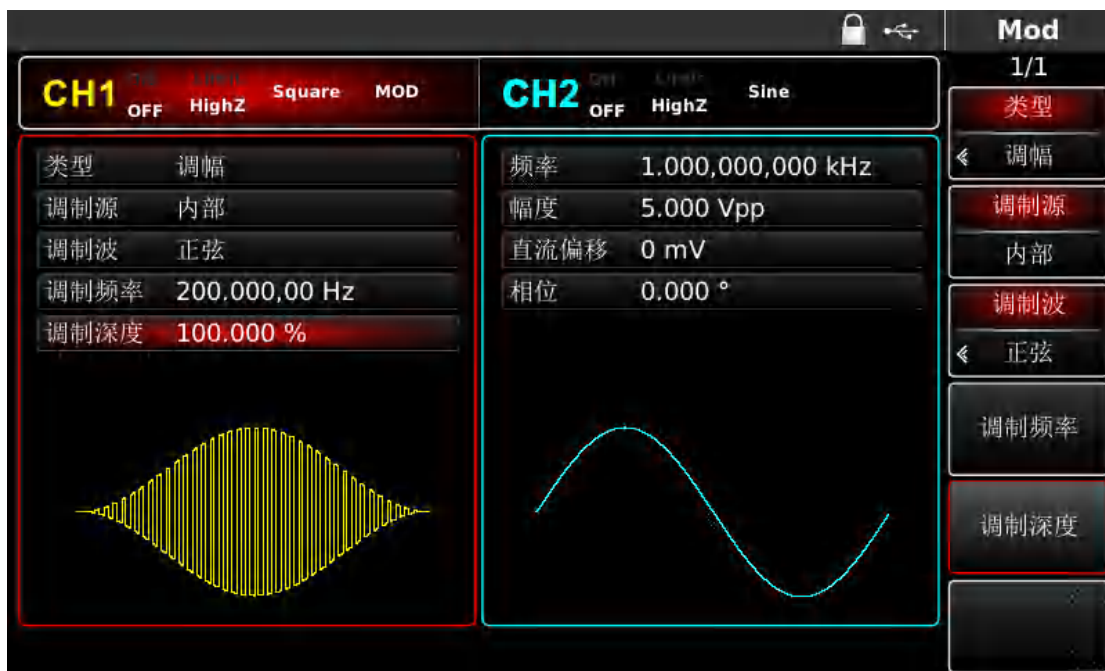 Mod
1/1
CH1 OFF HighZ Square MOD
CH2 OFF HighZ Sine
类型 调幅
调制源 内部
调制波 正弦
调制频率 200.000,00 Hz
调制深度 100.000 %
频率 1.000,000,000 kHz
幅度 5.000 Vpp
直流偏移 0 mV
相位 0.000 °
类型
调幅
调制源
内部
调制波
正弦
调制频率
调制深度